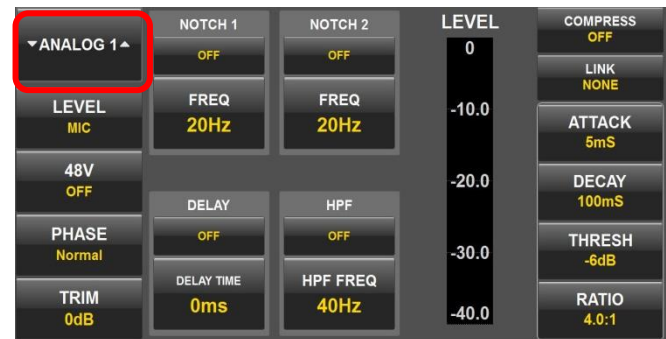 ▼ANALOG 1▲
LEVEL
MIC
48V
OFF
PHASE
Normal
TRIM
0dB
NOTCH 1
OFF
FREQ
20Hz
NOTCH 2
OFF
FREQ
20Hz
DELAY
OFF
DELAY TIME
0ms
HPF
OFF
HPF FREQ
40Hz
LEVEL
0
-10.0
-20.0
-30.0
-40.0
COMPRESS
OFF
LINK
NONE
ATTACK
5mS
DECAY
100mS
THRESH
-6dB
RATIO
4.0:1